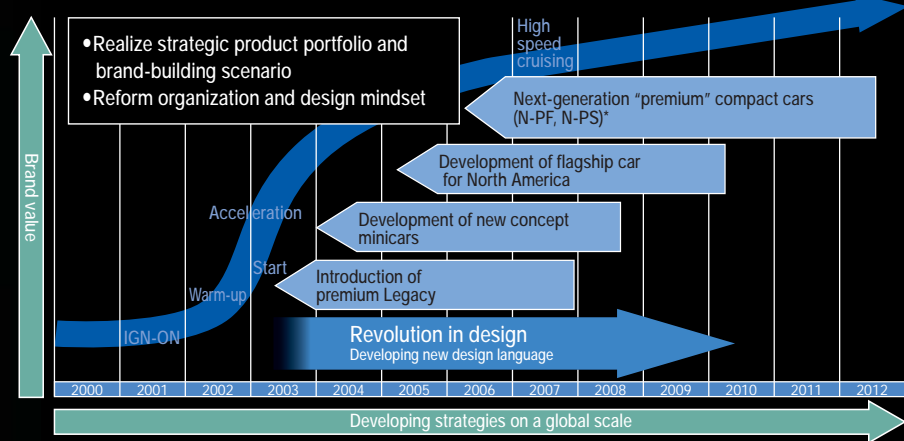 •Realize strategic product portfolio and
brand-building scenario
•Reform organization and design mindset
High
speed
cruising
Next-generation “premium” compact cars
(N-PF, N-PS)*
Development of flagship car
for North America
Brand value
Acceleration
Development of new concept
minicars
Start
Warm-up
Introduction of
premium Legacy
IGN-ON
Revolution in design
Developing new design language
2000 2001 2002 2003 2004 2005 2006 2007 2008 2009 2010 2011 2012
Developing strategies on a global scale